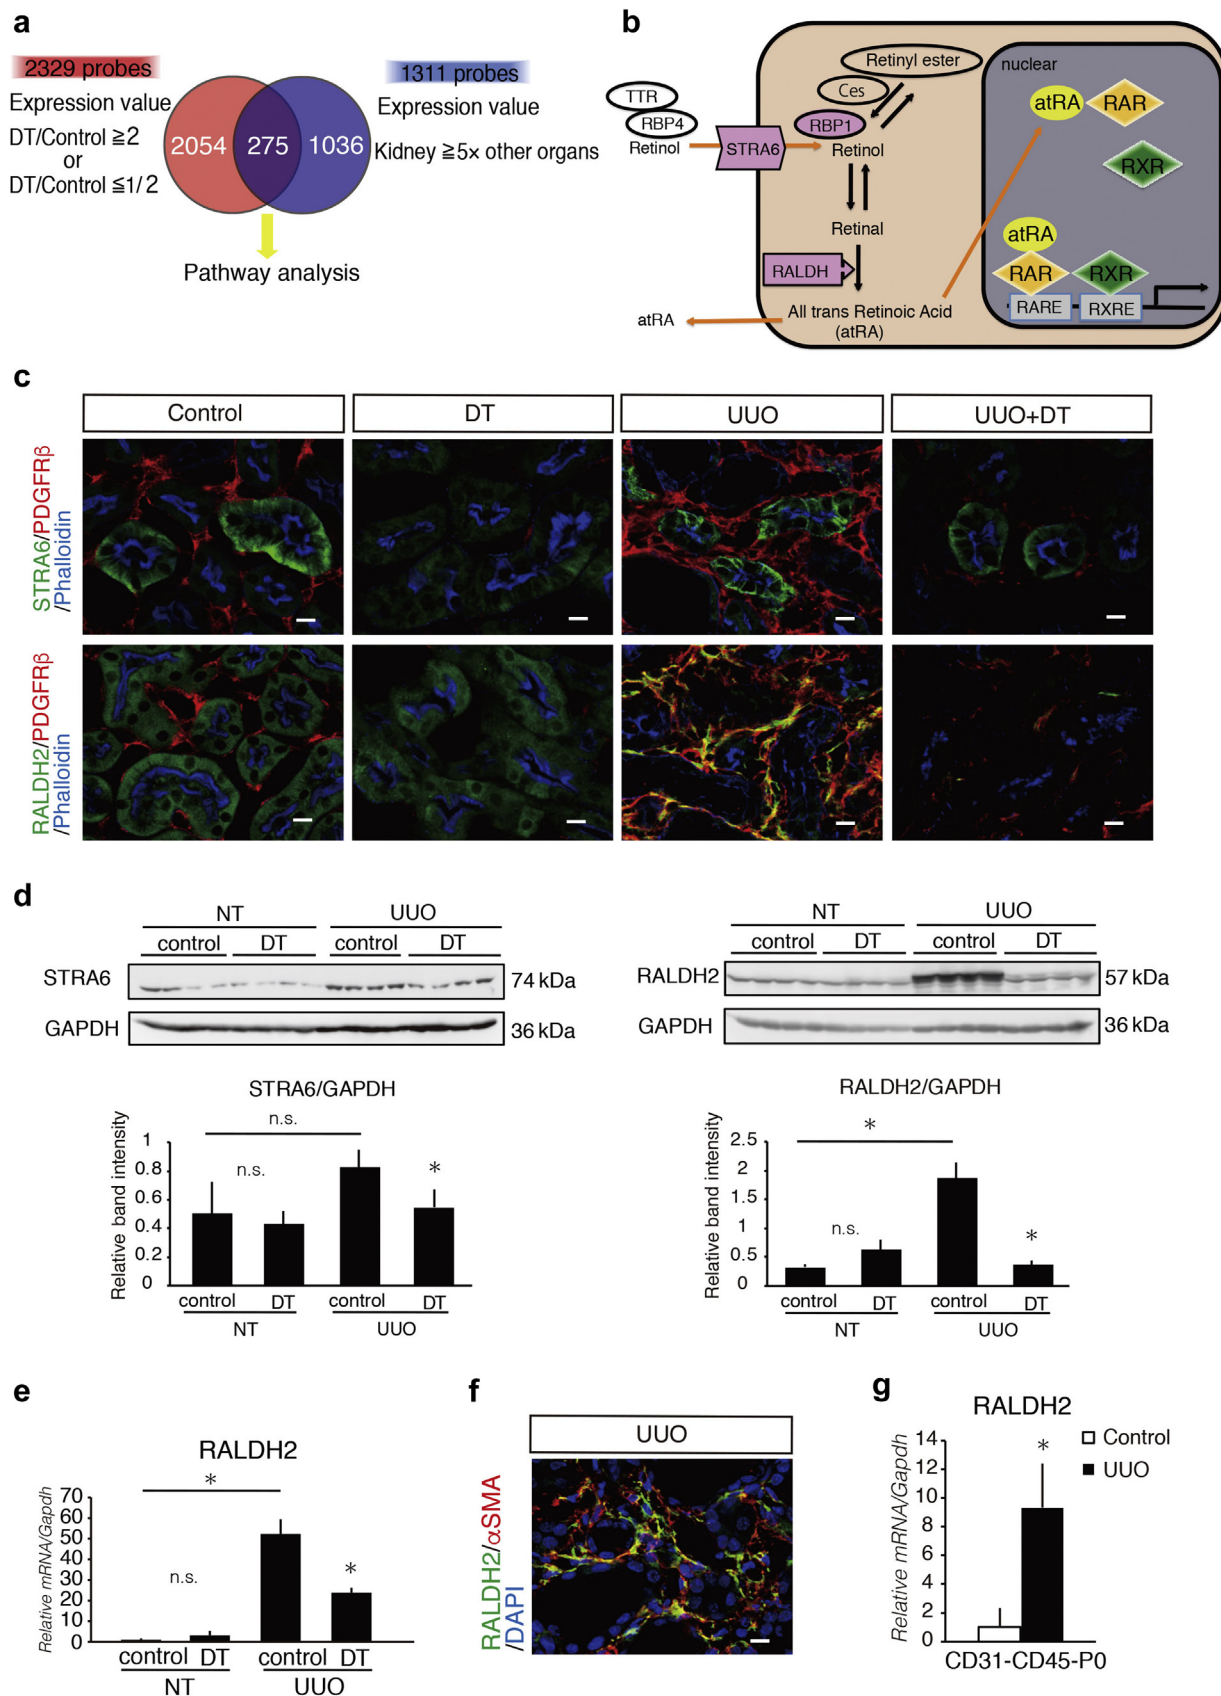 a
2329 probes
Expression value
DT/Control ≧2
or
DT/Control ≦1/2
2054
275
1036
1311 probes
Expression value
Kidney ≧5× other organs
Pathway analysis
b
TTR
RBP4
Retinol
STRA6
Retinyl ester
Ces
RBP1
Retinol
Retinal
RALDH
All trans Retinoic Acid
(atRA)
atRA
nuclear
atRA
RAR
RXR
atRA
RAR
RXR
RARE
RXRE
c
Control
DT
UUO
UUO+DT
STRA6/PDGFRβ
/Phalloidin
RALDH2/PDGFRβ
/Phalloidin
d
NT
UUO
control
DT
control
DT
STRA6
74 kDa
GAPDH
36 kDa
STRA6/GAPDH
Relative band intensity
1
0.8
0.6
0.4
0.2
0
n.s.
n.s.
*
control
DT
control
DT
NT
UUO
NT
UUO
control
DT
control
DT
RALDH2
57 kDa
GAPDH
36 kDa
RALDH2/GAPDH
Relative band intensity
2.5
2
1.5
1
0.5
0
*
n.s.
*
control
DT
control
DT
NT
UUO
e
RALDH2
Relative mRNA/Gapdh
70
60
50
40
30
20
10
0
*
n.s.
*
control
DT
control
DT
NT
UUO
f
UUO
RALDH2/αSMA
/DAPI
g
RALDH2
Relative mRNA/Gapdh
14
12
10
8
6
4
2
0
*
Control
UUO
CD31-CD45-P0